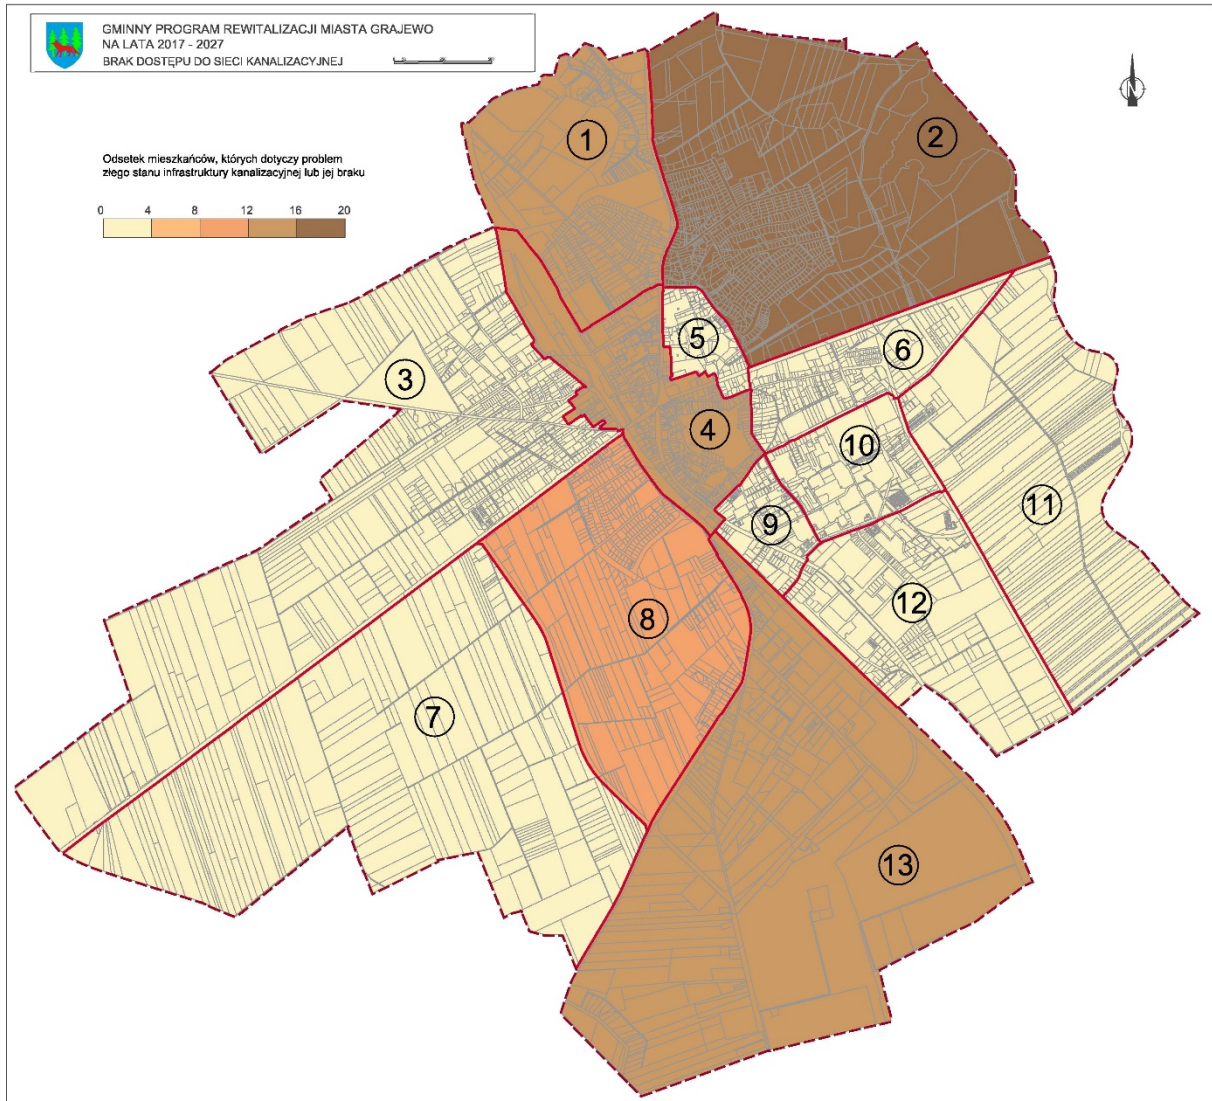 GMINNY PROGRAM REWITALIZACJI MIASTA GRAJEWO
NA LATA 2017 - 2027
BRAK DOSTĘPU DO SIECI KANALIZACYJNEJ
N
Odsetek mieszkańców, których dotyczy problem
złego stanu infrastruktury kanalizacyjnej lub jej braku
0 4 8 12 16 20
1
2
3
4
5
6
7
8
9
10
11
12
13